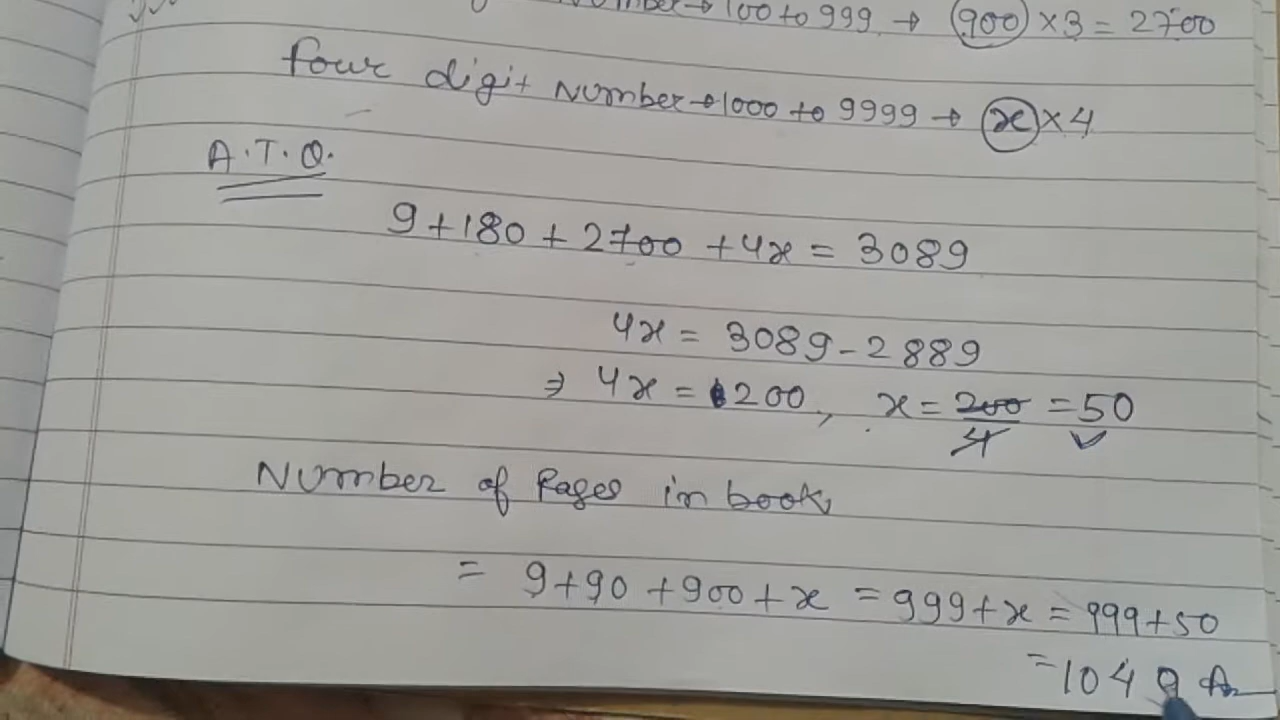 Number → 100 to 999 → 900 × 3 = 2700
four digit Number → 1000 to 9999 → x × 4
A.T.Q.
9 + 180 + 2700 + 4x = 3089
4x = 3089 - 2889
⇒ 4x = 200, x = 200/4 = 50
Number of Pages in book,
= 9 + 90 + 900 + x = 999 + x = 999 + 50
= 1049 An